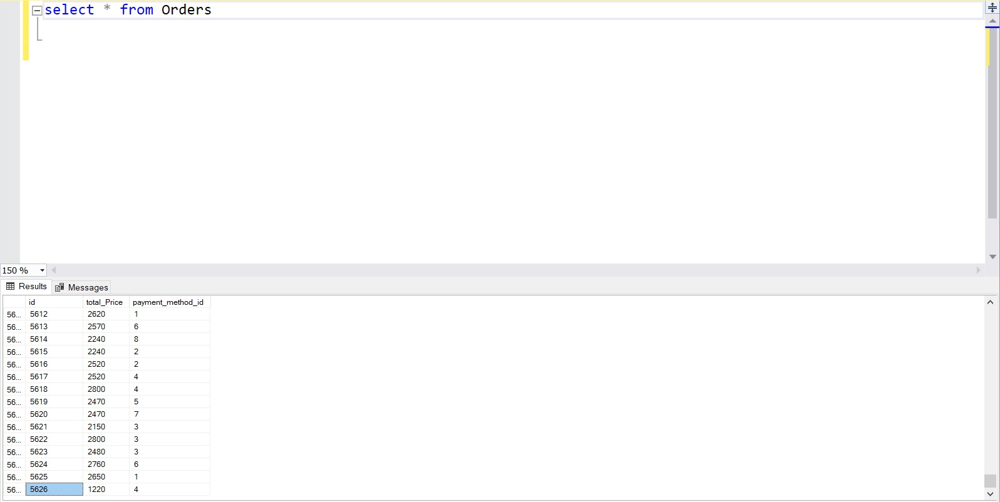 select * from Orders
150 %
Results Messages
id total_Price payment_method_id
56... 5612 2620 1
56... 5613 2570 6
56... 5614 2240 8
56... 5615 2240 2
56... 5616 2520 2
56... 5617 2520 4
56... 5618 2800 4
56... 5619 2470 5
56... 5620 2470 7
56... 5621 2150 3
56... 5622 2800 3
56... 5623 2480 3
56... 5624 2760 6
56... 5625 2650 1
56... 5626 1220 4